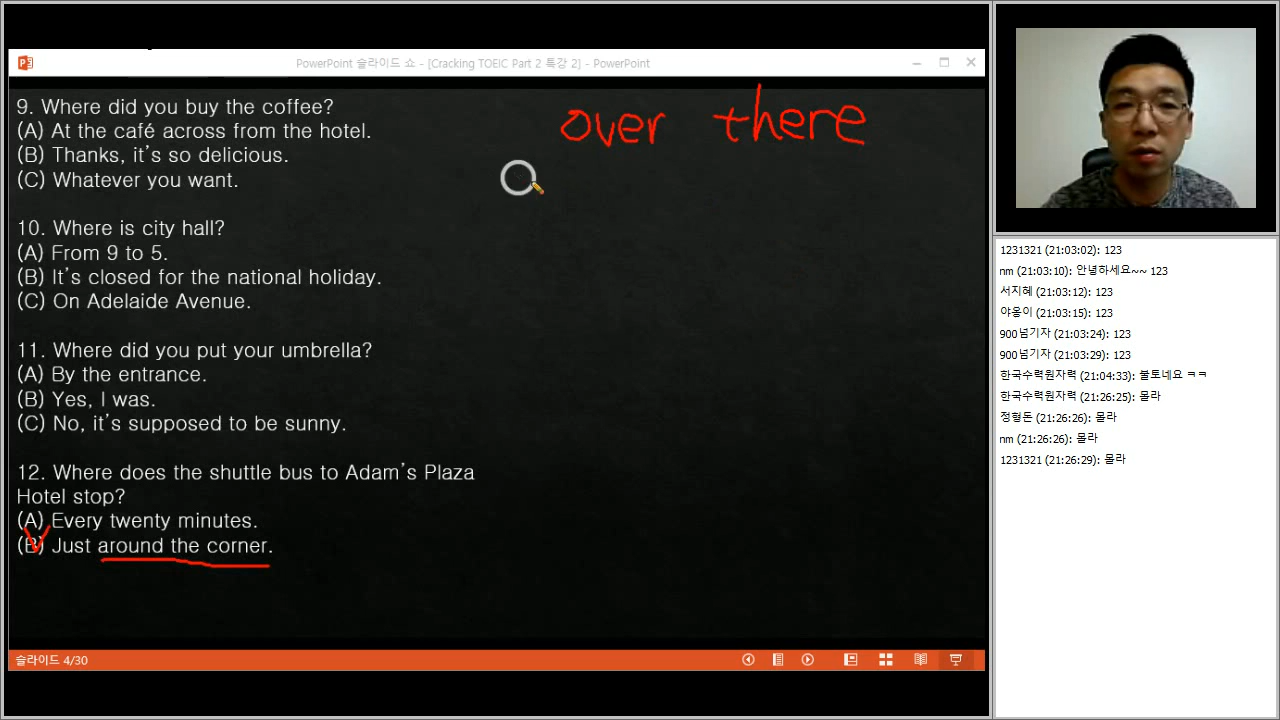 PowerPoint 슬라이드 쇼 - [Cracking TOEIC Part 2 특강 2] - PowerPoint
9. Where did you buy the coffee?
(A) At the café across from the hotel.
(B) Thanks, it's so delicious.
(C) Whatever you want.
over there
10. Where is city hall?
(A) From 9 to 5.
(B) It's closed for the national holiday.
(C) On Adelaide Avenue.
11. Where did you put your umbrella?
(A) By the entrance.
(B) Yes, I was.
(C) No, it's supposed to be sunny.
12. Where does the shuttle bus to Adam's Plaza
Hotel stop?
(A) Every twenty minutes.
(B) Just around the corner.
슬라이드 4/30
1231321 (21:03:02): 123
nm (21:03:10): 안녕하세요~~ 123
서지혜 (21:03:12): 123
야옹이 (21:03:15): 123
900넘기자 (21:03:24): 123
900넘기자 (21:03:29): 123
한국수력원자력 (21:04:33): 불토네요 ㅋㅋ
한국수력원자력 (21:26:25): 몰라
정형돈 (21:26:26): 몰라
nm (21:26:26): 몰라
1231321 (21:26:29): 몰라